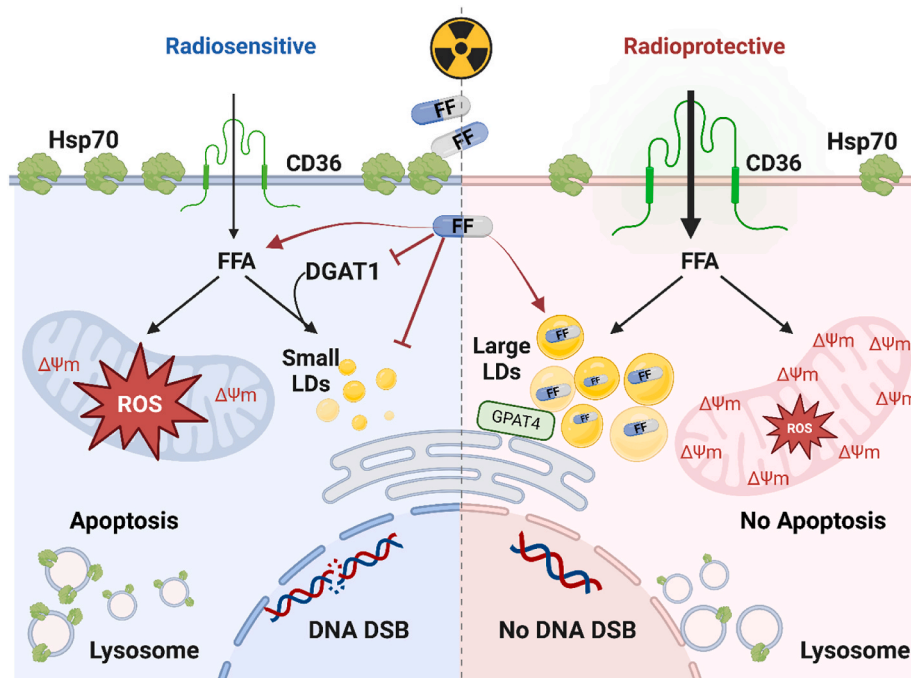 Radiosensitive
Radioprotective
FF
FF
Hsp70
CD36
CD36
Hsp70
FF
FFA
DGAT1
FFA
Small
LDs
Large
LDs
FF
FF
FF
FF
FF
FF
GPAT4
ΔΨm
ROS
ΔΨm
ΔΨm
ΔΨm
ΔΨm
ΔΨm
ΔΨm
ROS
ΔΨm
ΔΨm
ΔΨm
Apoptosis
No Apoptosis
DNA DSB
No DNA DSB
Lysosome
Lysosome